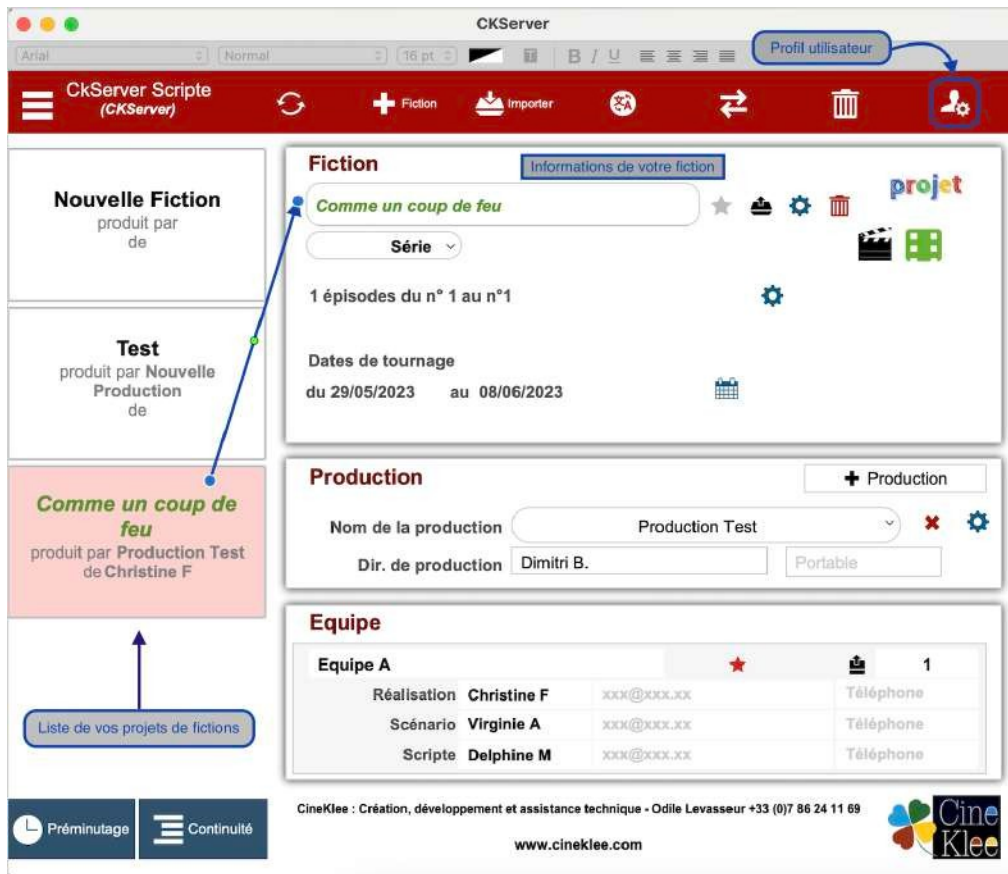 CKServer
Arial Normal 16 pt B I U
Profil utilisateur
CkServer Scripte
(CKServer)
Fiction
Importer
Nouvelle Fiction
produit par
de
Test
produit par Nouvelle
Production
de
Comme un coup de
feu
produit par Production Test
de Christine F
Liste de vos projets de fictions
Préminutage
Continuité
Fiction
Informations de votre fiction
projet
Comme un coup de feu
Série
1 épisodes du n° 1 au n°1
Dates de tournage
du 29/05/2023 au 08/06/2023
Production
+ Production
Nom de la production Production Test
Dir. de production Dimitri B. Portable
Equipe
Equipe A 1
Réalisation Christine F xxx@xxx.xx Téléphone
Scénario Virginie A xxx@xxx.xx Téléphone
Scripte Delphine M xxx@xxx.xx Téléphone
CineKlee : Création, développement et assistance technique - Odile Levasseur +33 (0)7 86 24 11 69
www.cineklee.com
Cine
Klee